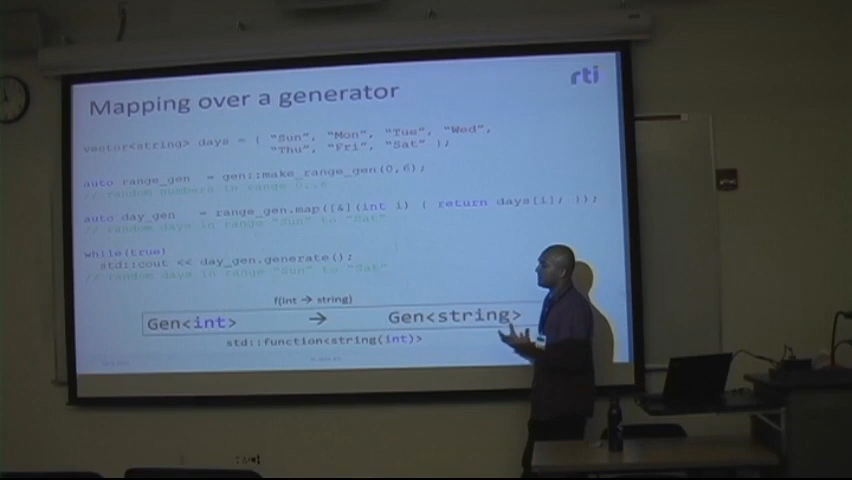 rti
Mapping over a generator
vector<string> days = { "Sun", "Mon", "Tue", "Wed",
"Thu", "Fri", "Sat" };
auto range_gen = gen::make_range_gen(0,6);
// random numbers in range 0..6
auto day_gen = range_gen.map([&](int i) { return days[i]; });
// random days in range "Sun" to "Sat"
while(true)
std::cout << day_gen.generate();
// random days in range "Sun" to "Sat"
f(int → string)
Gen<int> → Gen<string>
std::function<string(int)>